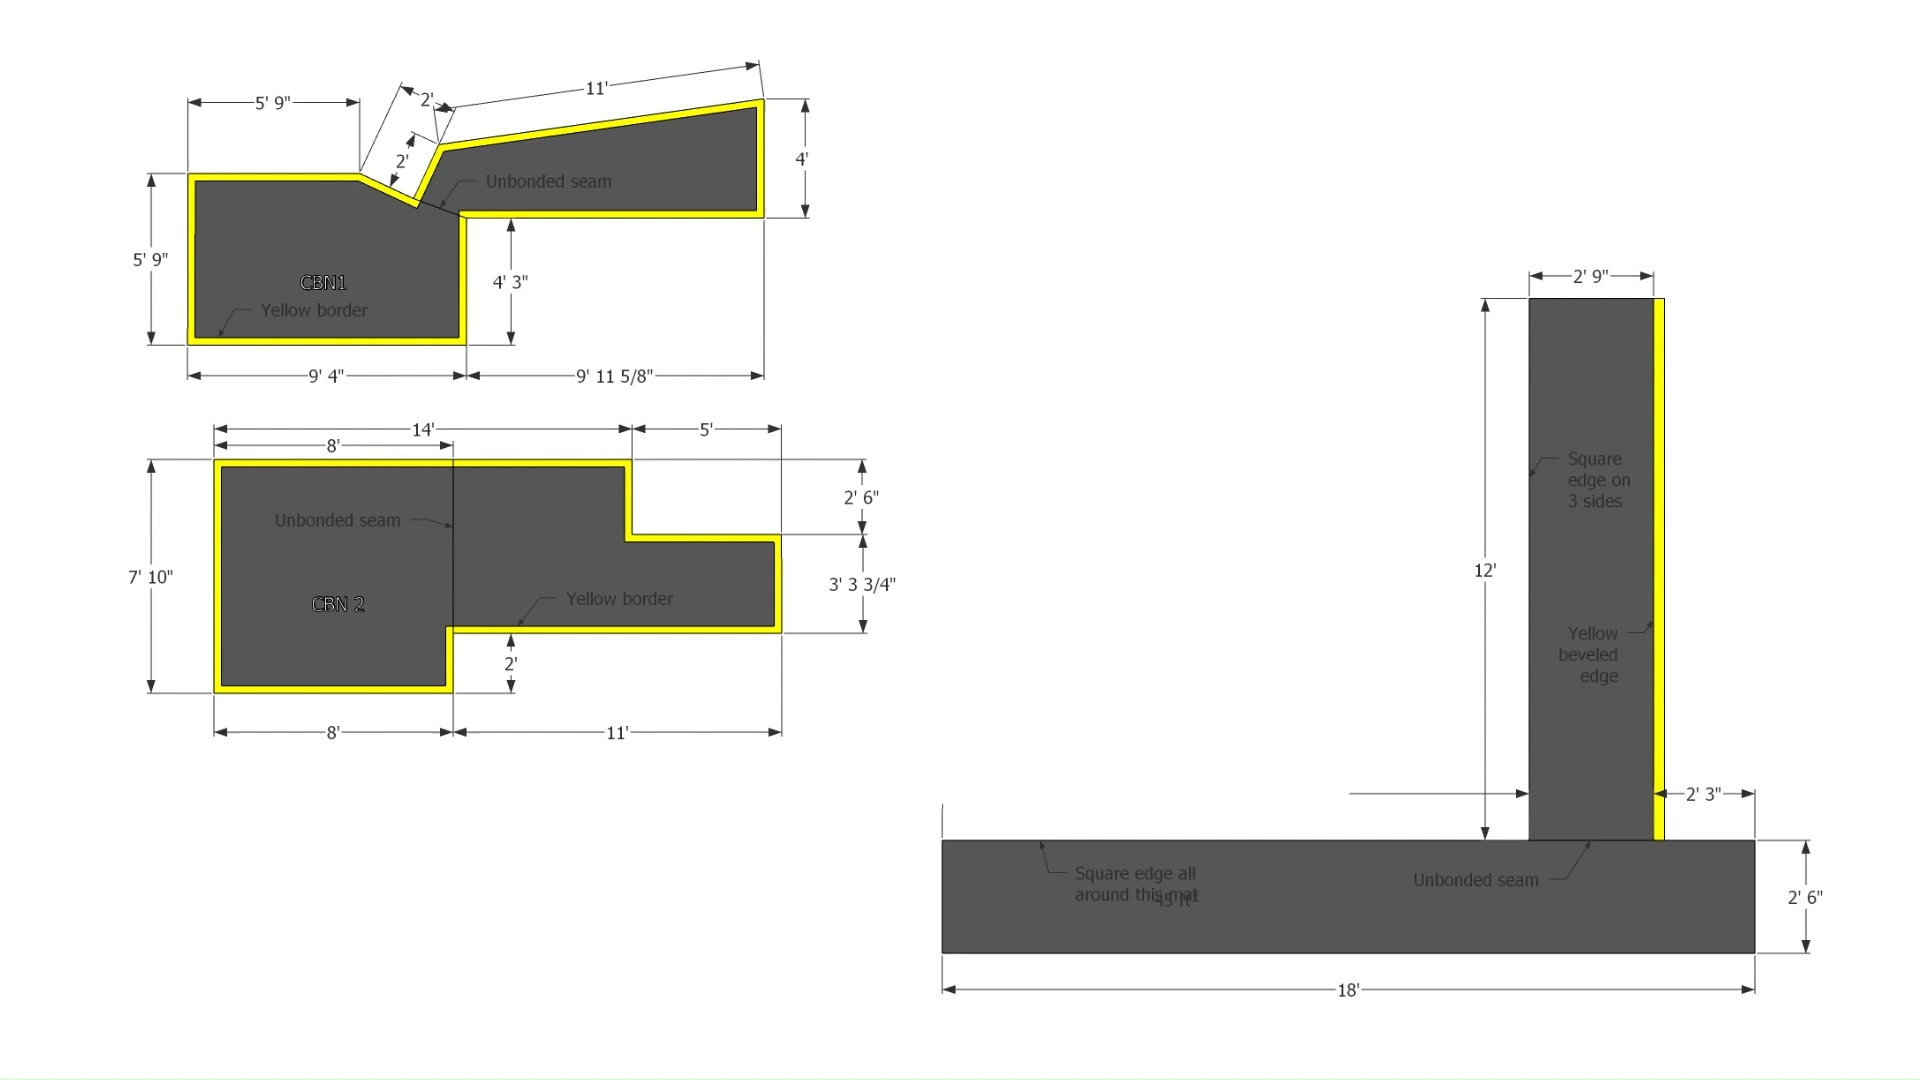 11'
5' 9"
2'
2'
4'
Unbonded seam
5' 9"
4' 3"
CBN1
Yellow border
9' 4"
9' 11 5/8"
14'
5'
8'
2' 6"
Unbonded seam
7' 10"
3' 3 3/4"
CBN 2
Yellow border
2'
8'
11'
2' 9"
Square
edge on
3 sides
12'
Yellow
beveled
edge
2' 3"
Square edge all
around this mat
45 ft²
Unbonded seam
2' 6"
18'